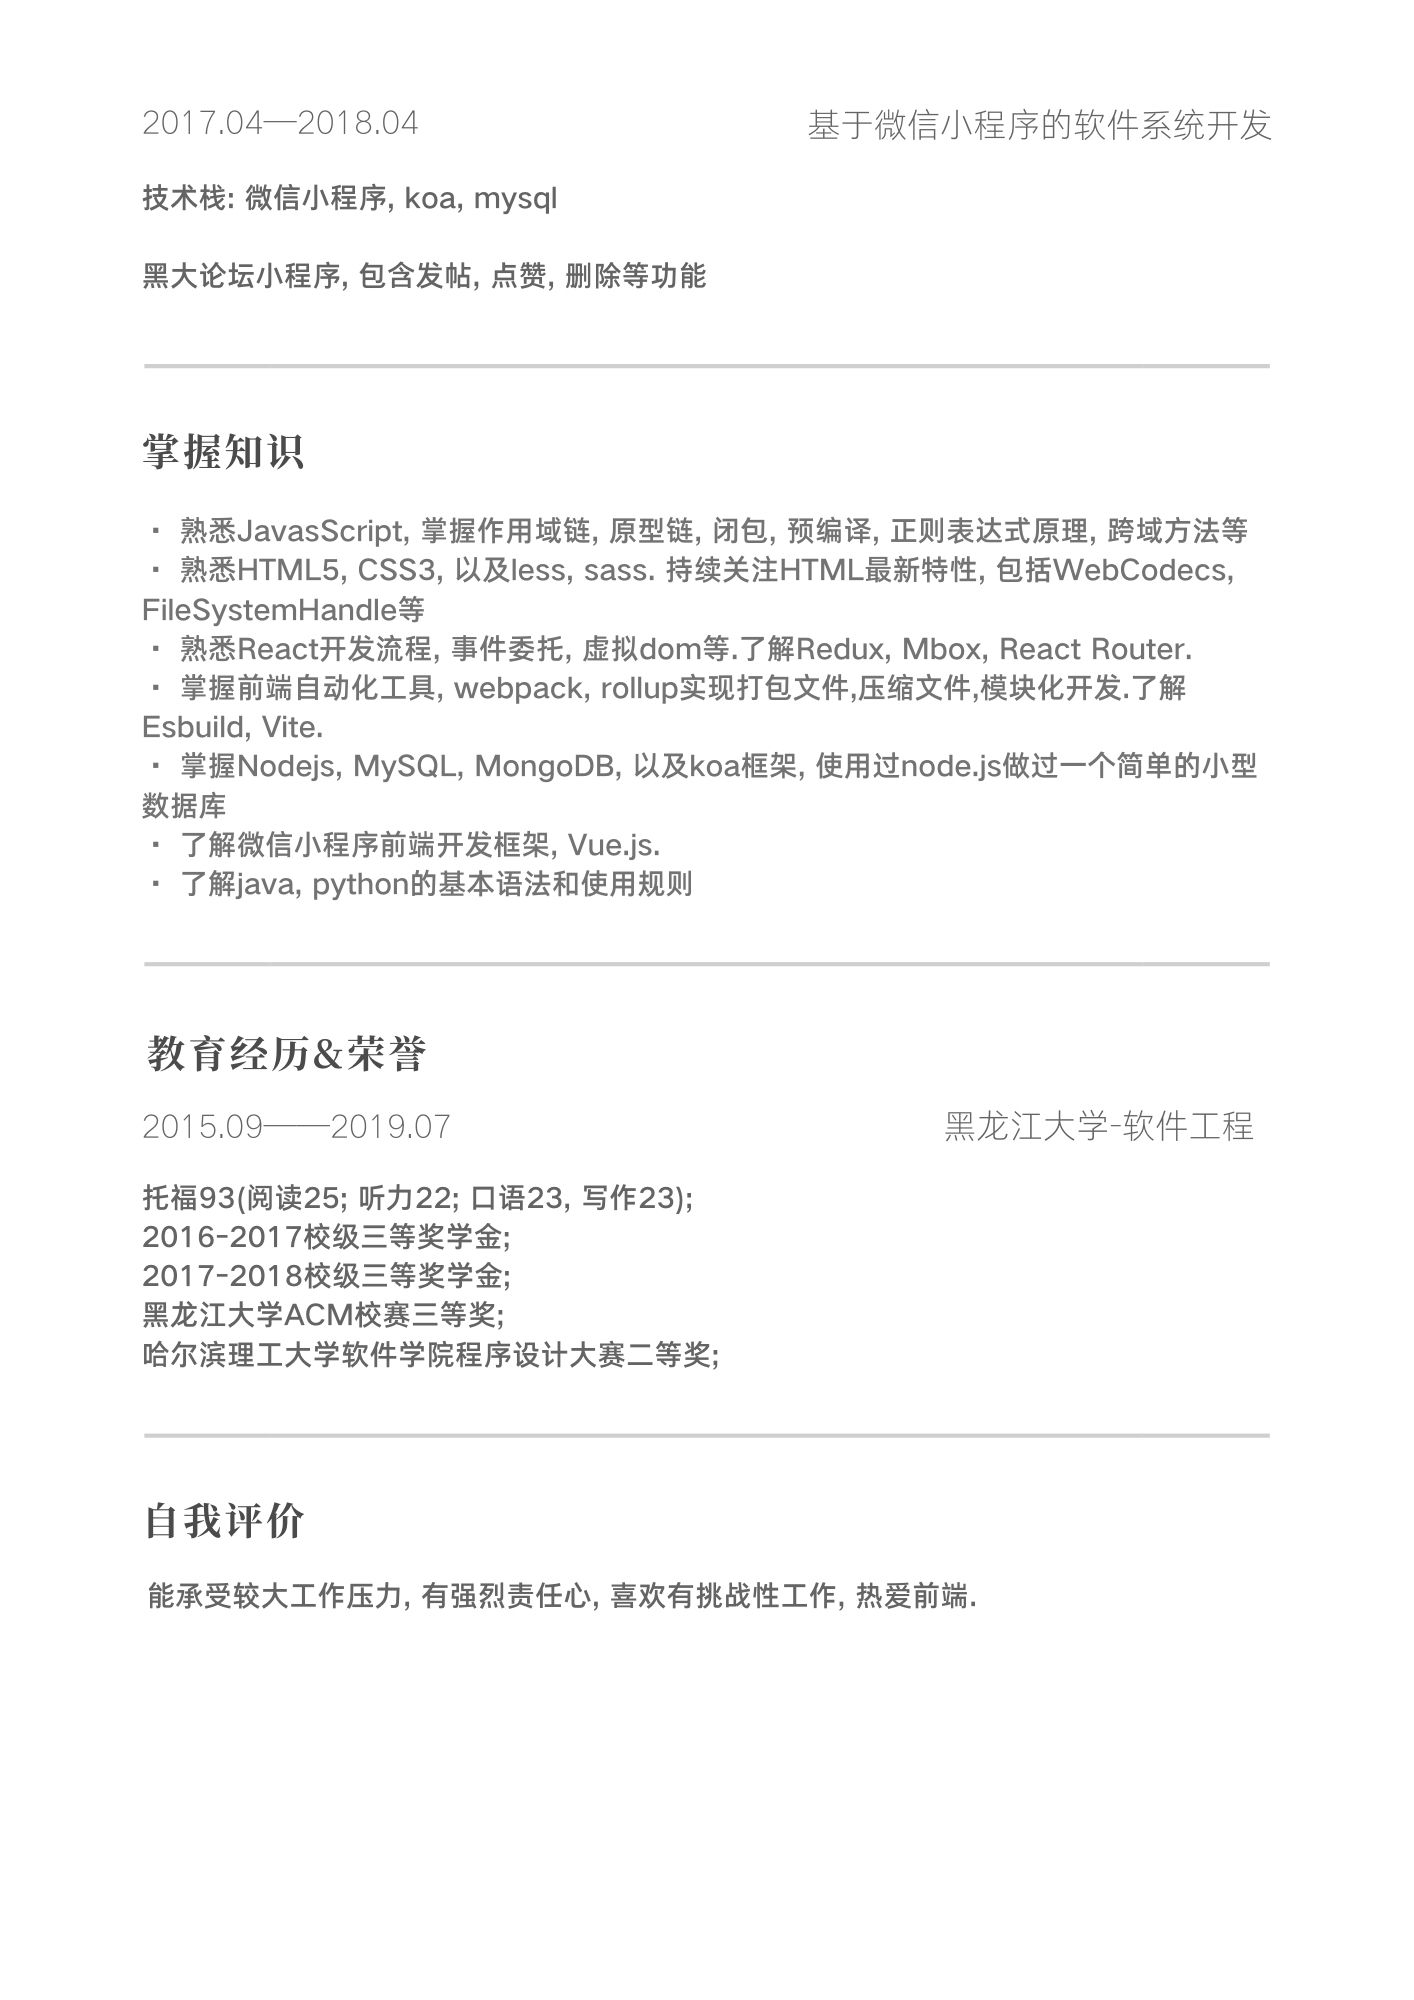 2017.04—2018.04 基于微信小程序的软件系统开发
技术栈: 微信小程序, koa, mysql
黑大论坛小程序, 包含发帖, 点赞, 删除等功能
掌握知识
· 熟悉JavasScript, 掌握作用域链, 原型链, 闭包, 预编译, 正则表达式原理, 跨域方法等
· 熟悉HTML5, CSS3, 以及less, sass. 持续关注HTML最新特性, 包括WebCodecs,
FileSystemHandle等
· 熟悉React开发流程, 事件委托, 虚拟dom等.了解Redux, Mbox, React Router.
· 掌握前端自动化工具, webpack, rollup实现打包文件,压缩文件,模块化开发.了解
Esbuild, Vite.
· 掌握Nodejs, MySQL, MongoDB, 以及koa框架, 使用过node.js做过一个简单的小型
数据库
· 了解微信小程序前端开发框架, Vue.js.
· 了解java, python的基本语法和使用规则
教育经历&荣誉
2015.09——2019.07 黑龙江大学-软件工程
托福93(阅读25; 听力22; 口语23, 写作23);
2016-2017校级三等奖学金;
2017-2018校级三等奖学金;
黑龙江大学ACM校赛三等奖;
哈尔滨理工大学软件学院程序设计大赛二等奖;
自我评价
能承受较大工作压力, 有强烈责任心, 喜欢有挑战性工作, 热爱前端.